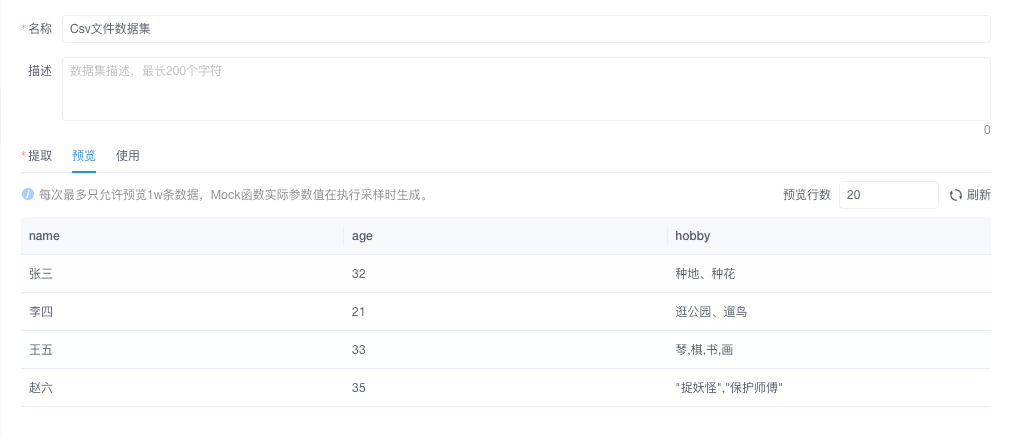 * 名称 Csv文件数据集
描述 数据集描述，最长200个字符
0
* 提取 预览 使用
每次最多只允许预览1w条数据，Mock函数实际参数值在执行采样时生成。 预览行数 20 刷新
name age hobby
张三 32 种地、种花
李四 21 逛公园、遛鸟
王五 33 琴,棋,书,画
赵六 35 "捉妖怪","保护师傅"